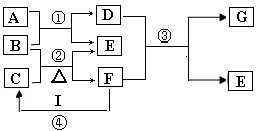 A ① D G
B E ③
②
C △ F E
I
④